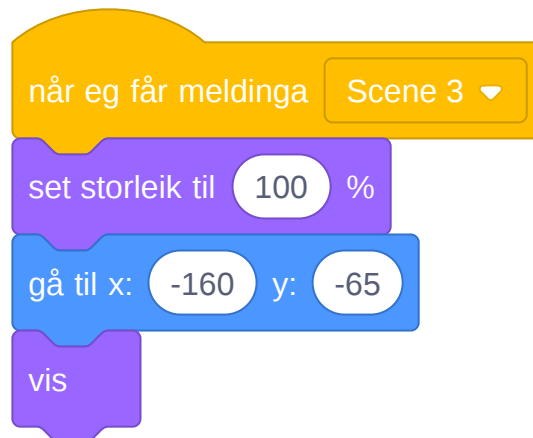 når eg får meldinga Scene 3
set storleik til 100 %
gå til x: -160 y: -65
vis